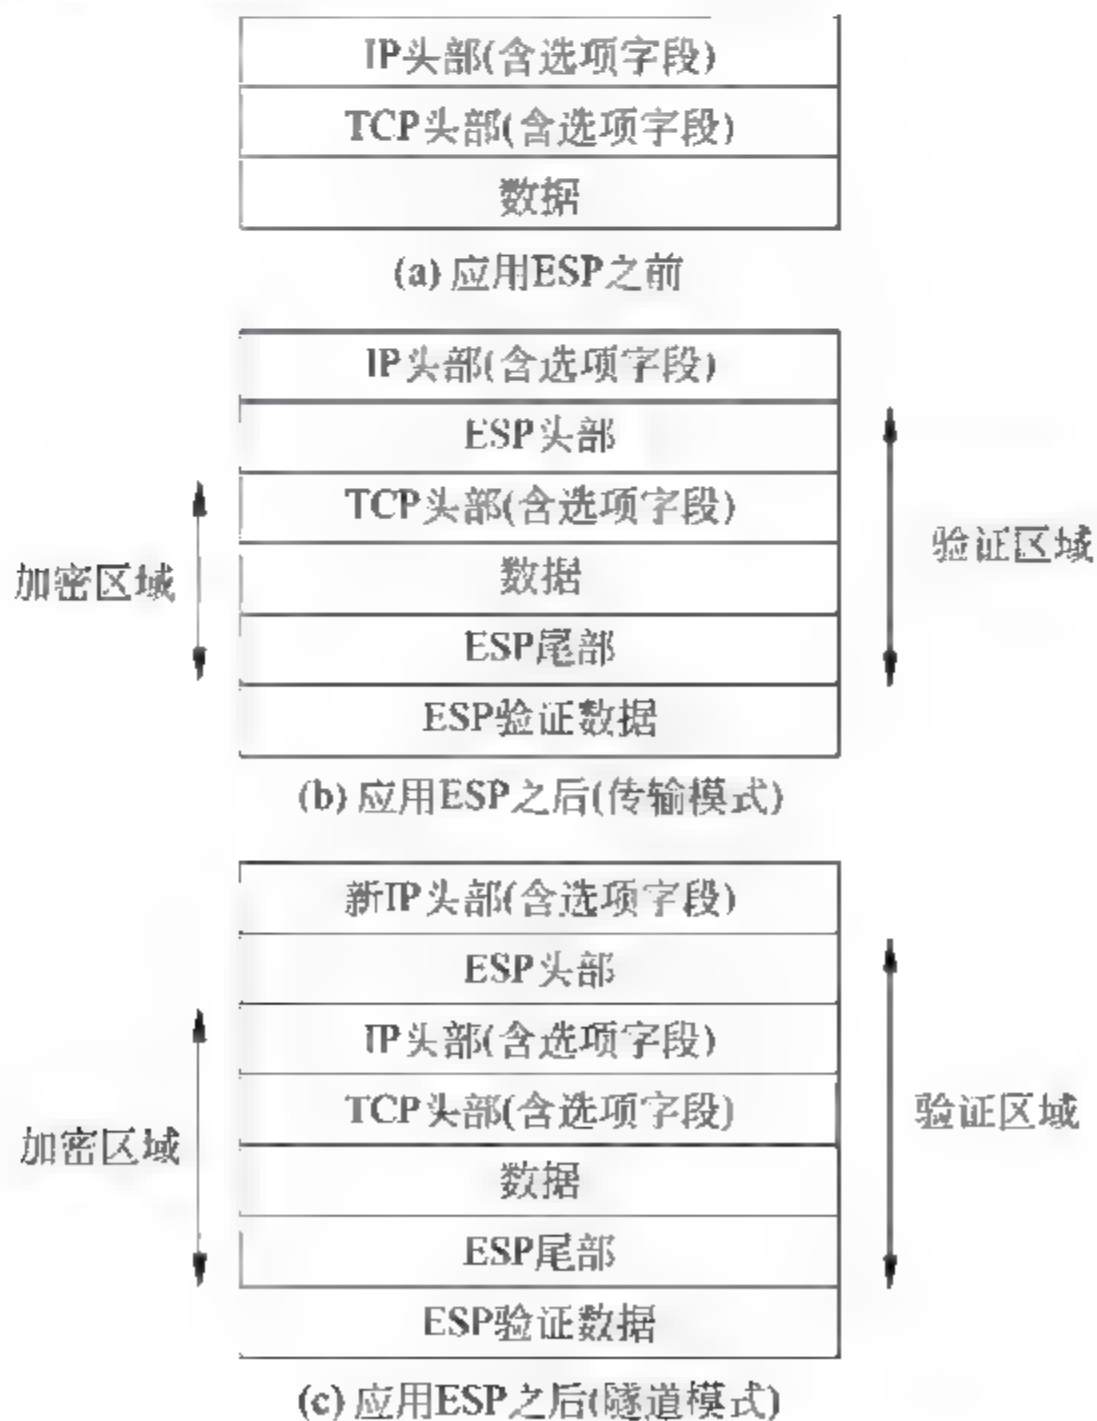 IP头部(含选项字段)
TCP头部(含选项字段)
数据
(a) 应用ESP之前
IP头部(含选项字段)
ESP头部
TCP头部(含选项字段)
数据
ESP尾部
ESP验证数据
加密区域
验证区域
(b) 应用ESP之后(传输模式)
新IP头部(含选项字段)
ESP头部
IP头部(含选项字段)
TCP头部(含选项字段)
数据
ESP尾部
ESP验证数据
加密区域
验证区域
(c) 应用ESP之后(隧道模式)